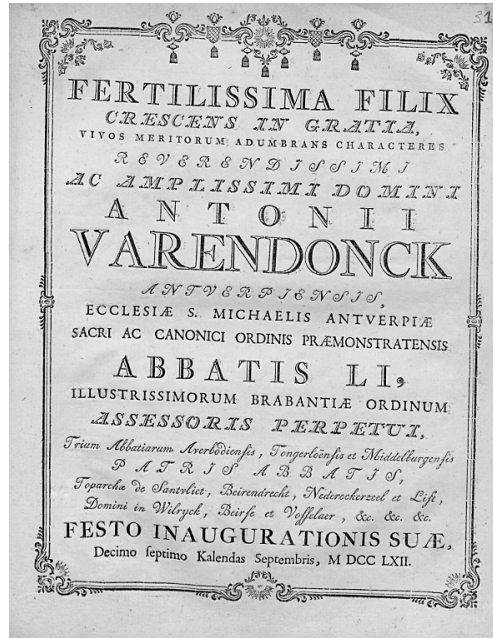 31
FERTILISSIMA FILIX
CRESCENS IN GRATIA,
VIVOS MERITORUM ADUMBRANS CHARACTERES
REVERENDISSIMI
AC AMPLISSIMI DOMINI
ANTONII
VARENDONCK
ANTVERPIENSIS,
ECCLESIÆ S. MICHAELIS ANTVERPIÆ
SACRI AC CANONICI ORDINIS PRÆMONSTRATENSIS
ABBATIS LI,
ILLUSTRISSIMORUM BRABANTIÆ ORDINUM
ASSESSORIS PERPETUI,
Trium Abbatiarum Averbodiensis, Tongerloënsis et Middelburgensis
PATRIS ABBATIS,
Toparchæ de Santvliet, Beirendrecht, Nederockerzeel et List,
Domini in Wilryck, Beirse et Vosselaer, &c. &c. &c.
FESTO INAUGURATIONIS SUÆ,
Decimo septimo Kalendas Septembris, M DCC LXII.